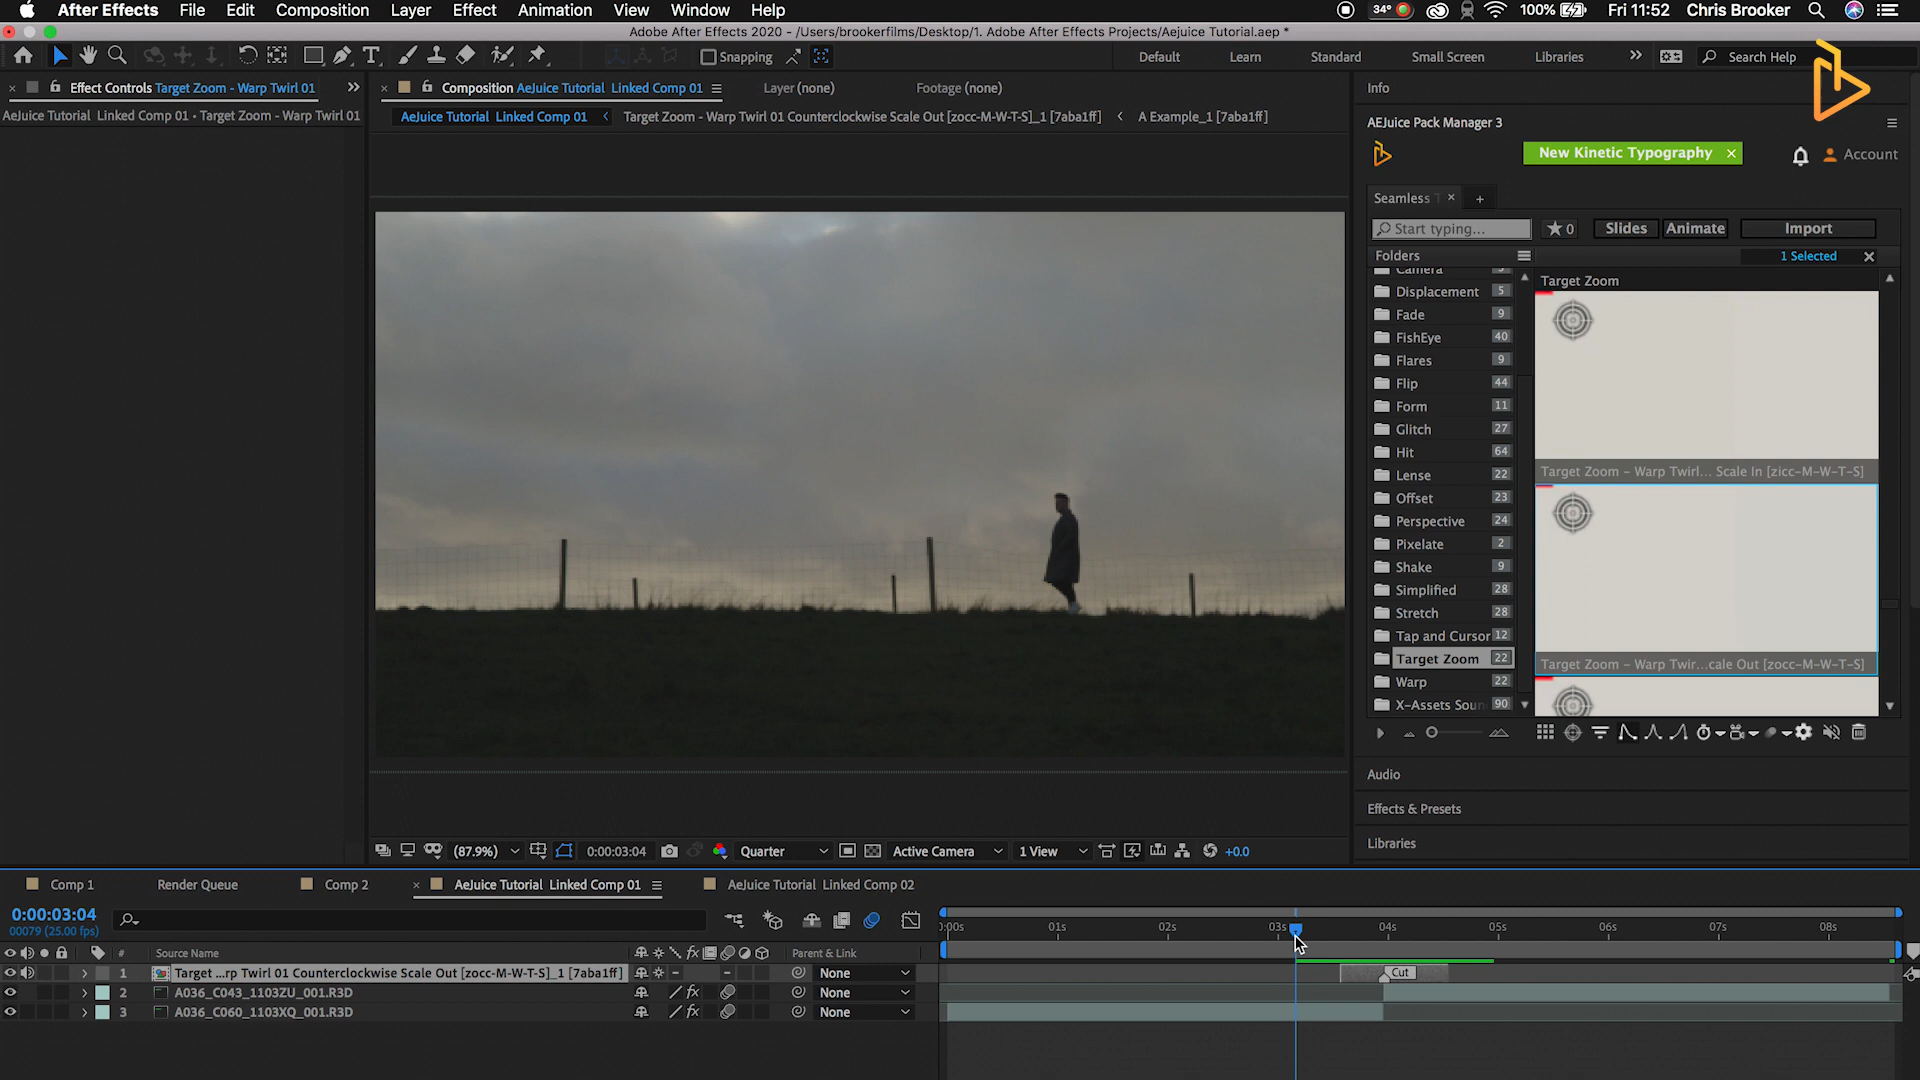 After Effects File Edit Composition Layer Effect Animation View Window Help 34° 100% Fri 11:52 Chris Brooker
Adobe After Effects 2020 - /Users/brookerfilms/Desktop/1. Adobe After Effects Projects/Aejuice Tutorial.aep *
Snapping Default Learn Standard Small Screen Libraries Search Help
Effect Controls Target Zoom - Warp Twirl 01
AeJuice Tutorial Linked Comp 01 • Target Zoom - Warp Twirl 01
Composition AeJuice Tutorial Linked Comp 01 Layer (none) Footage (none)
AeJuice Tutorial Linked Comp 01 Target Zoom - Warp Twirl 01 Counterclockwise Scale Out [zocc-M-W-T-S]_1 [7aba1ff] A Example_1 [7aba1ff]
Info
AEJuice Pack Manager 3
New Kinetic Typography
Account
Seamless T
Start typing... 0 Slides Animate Import
Folders 1 Selected
Camera
Displacement 5
Fade 9
FishEye 40
Flares 9
Flip 44
Form 11
Glitch 27
Hit 64
Lense 22
Offset 23
Perspective 24
Pixelate 2
Shake 9
Simplified 28
Stretch 28
Tap and Cursor 12
Target Zoom 22
Warp 22
X-Assets Soun 90
Target Zoom
Target Zoom - Warp Twirl... Scale In [zicc-M-W-T-S]
Target Zoom - Warp Twir...cale Out [zocc-M-W-T-S]
Audio
Effects & Presets
Libraries
(87.9%) 0:00:03:04 Quarter Active Camera 1 View +0.0
Comp 1 Render Queue Comp 2 AeJuice Tutorial Linked Comp 01 AeJuice Tutorial Linked Comp 02
0:00:03:04
00079 (25.00 fps)
:00s 01s 02s 03s 04s 05s 06s 07s 08s
# Source Name Parent & Link
1 Target ...rp Twirl 01 Counterclockwise Scale Out [zocc-M-W-T-S]_1 [7aba1ff] None Cut
2 A036_C043_1103ZU_001.R3D None
3 A036_C060_1103XQ_001.R3D None